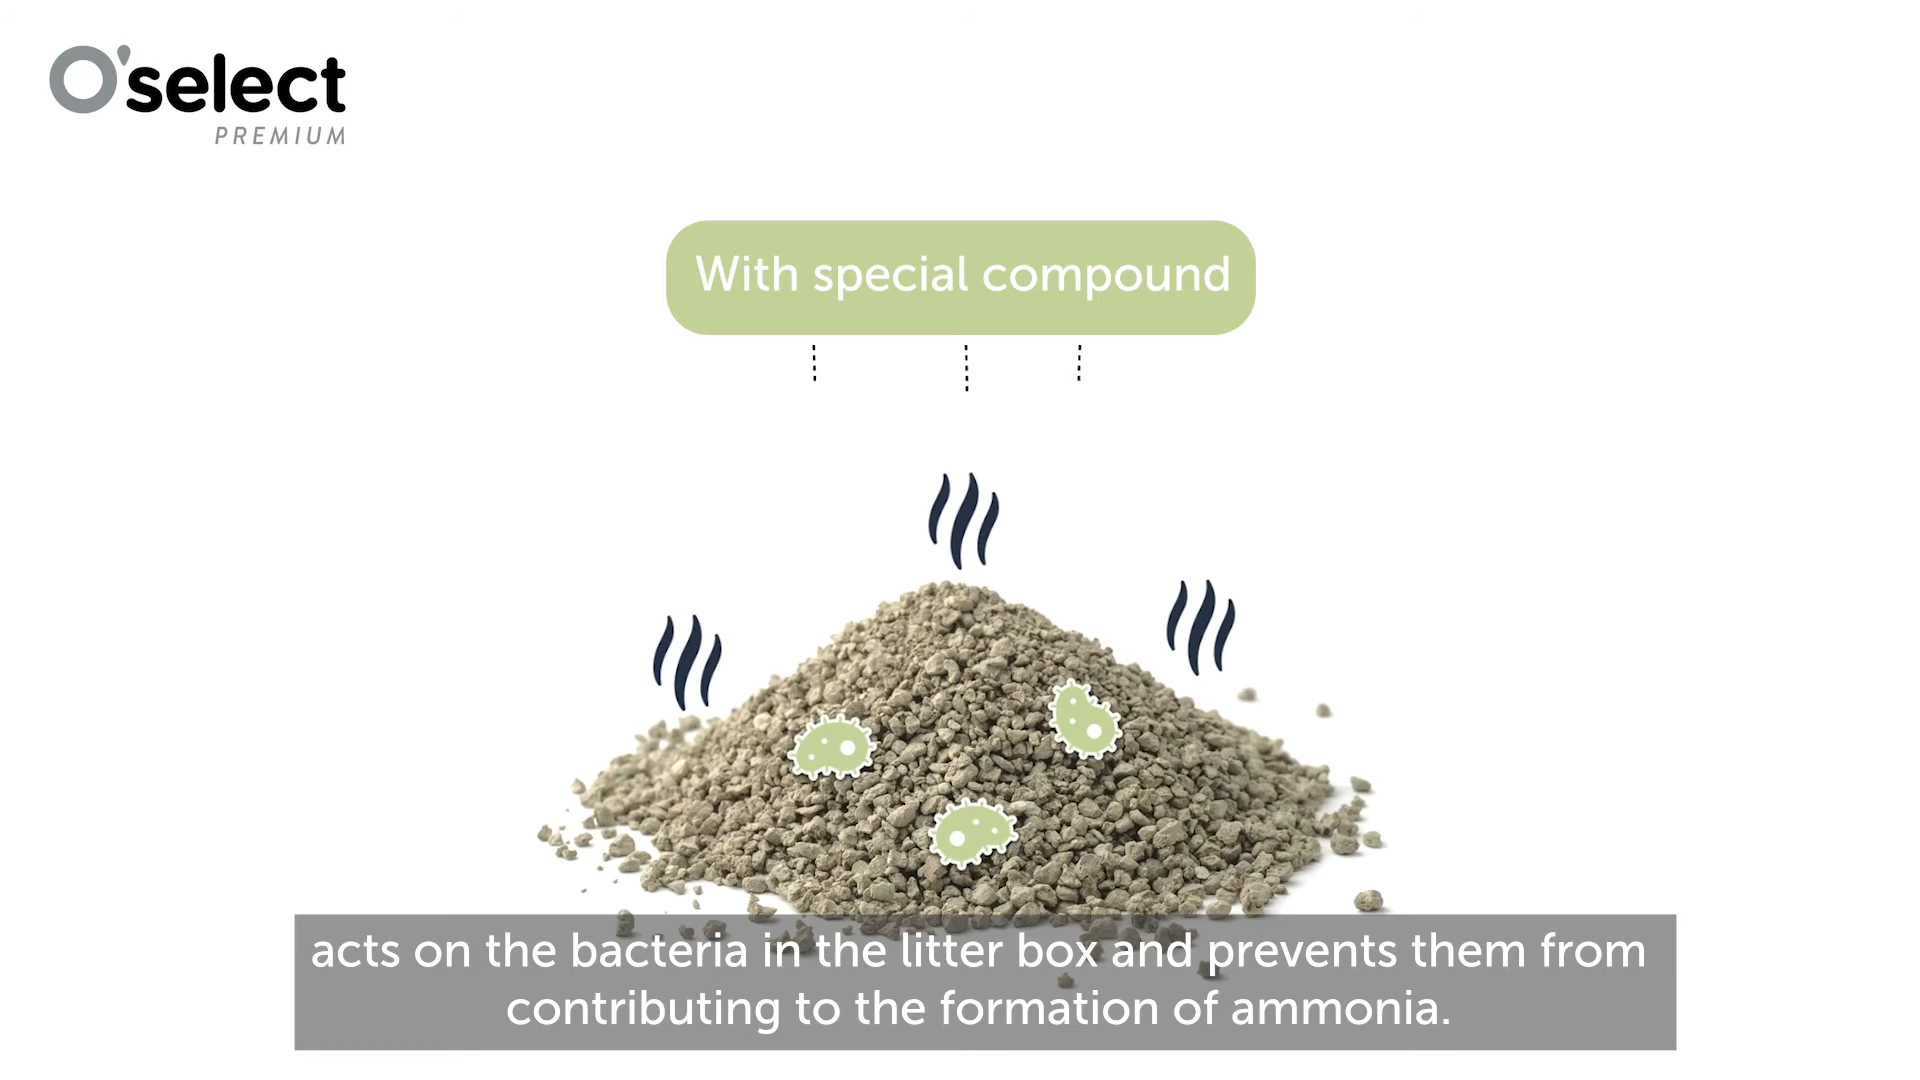 O'select
PREMIUM
With special compound
acts on the bacteria in the litter box and prevents them from
contributing to the formation of ammonia.